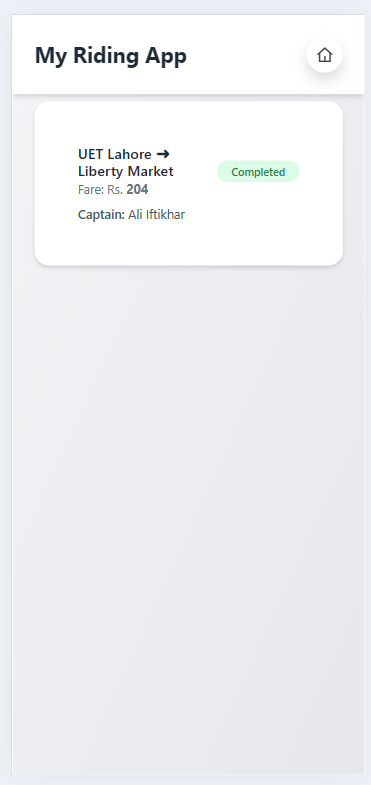 My Riding App
UET Lahore ➜
Liberty Market
Completed
Fare: Rs. 204
Captain: Ali Iftikhar